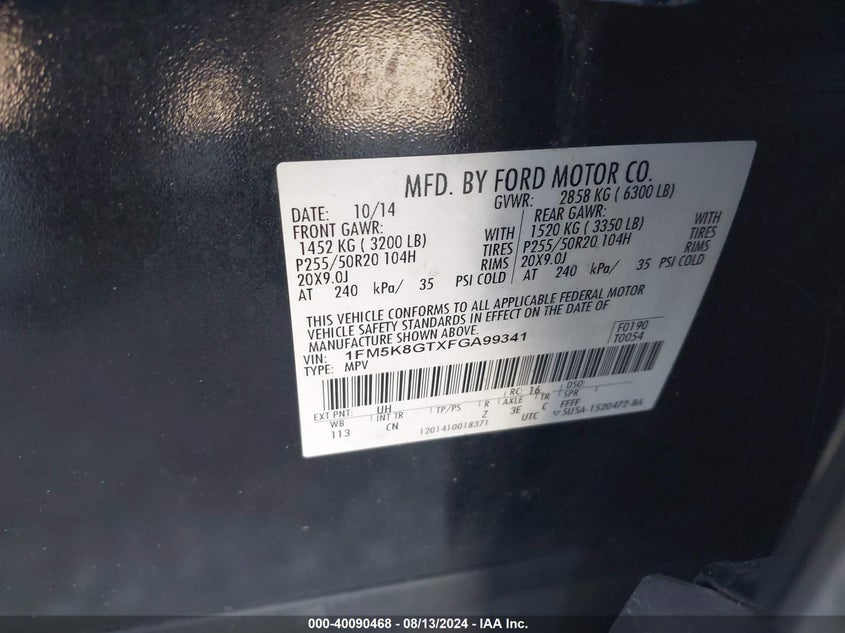 MFD. BY FORD MOTOR CO.
DATE: 10/14 GVWR: 2858 KG ( 6300 LB)
FRONT GAWR: REAR GAWR:
1452 KG ( 3200 LB) WITH 1520 KG ( 3350 LB) WITH
P255/50R20 104H TIRES P255/50R20 104H TIRES
20X9.0J RIMS 20X9.0J RIMS
AT 240 kPa/ 35 PSI COLD AT 240 kPa/ 35 PSI COLD
THIS VEHICLE CONFORMS TO ALL APPLICABLE FEDERAL MOTOR
VEHICLE SAFETY STANDARDS IN EFFECT ON THE DATE OF
MANUFACTURE SHOWN ABOVE.
VIN: 1FM5K8GTXFGA99341 F0190
TYPE: MPV T0054
RC: 16 DSO:
EXT PNT: UH AXLE TR SPR
WB INT TR TP/PS R 3E C FFFF
113 CN Z UTC 5U5A-1520472-BA
1201410018371
000-40090468 - 08/13/2024 - IAA Inc.